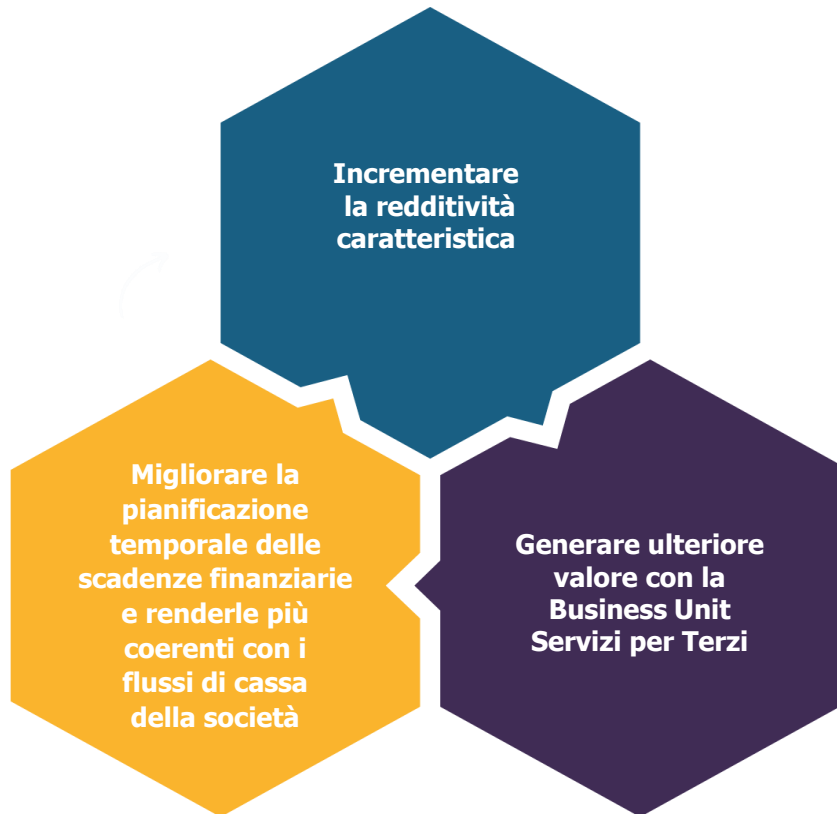 Incrementare
la redditività
caratteristica
Migliorare la
pianificazione
temporale delle
scadenze finanziarie
e renderle più
coerenti con i
flussi di cassa
della società
Generare ulteriore
valore con la
Business Unit
Servizi per Terzi